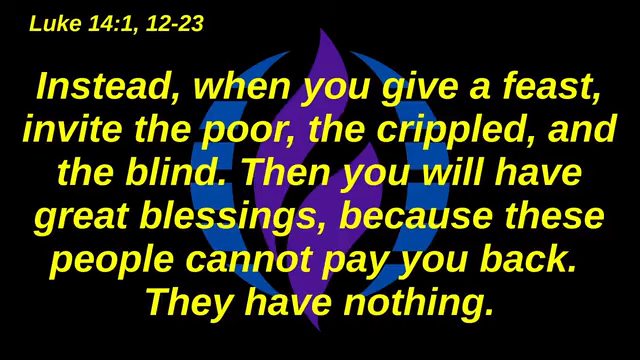 Luke 14:1, 12-23
Instead, when you give a feast,
invite the poor, the crippled, and
the blind. Then you will have
great blessings, because these
people cannot pay you back.
They have nothing.